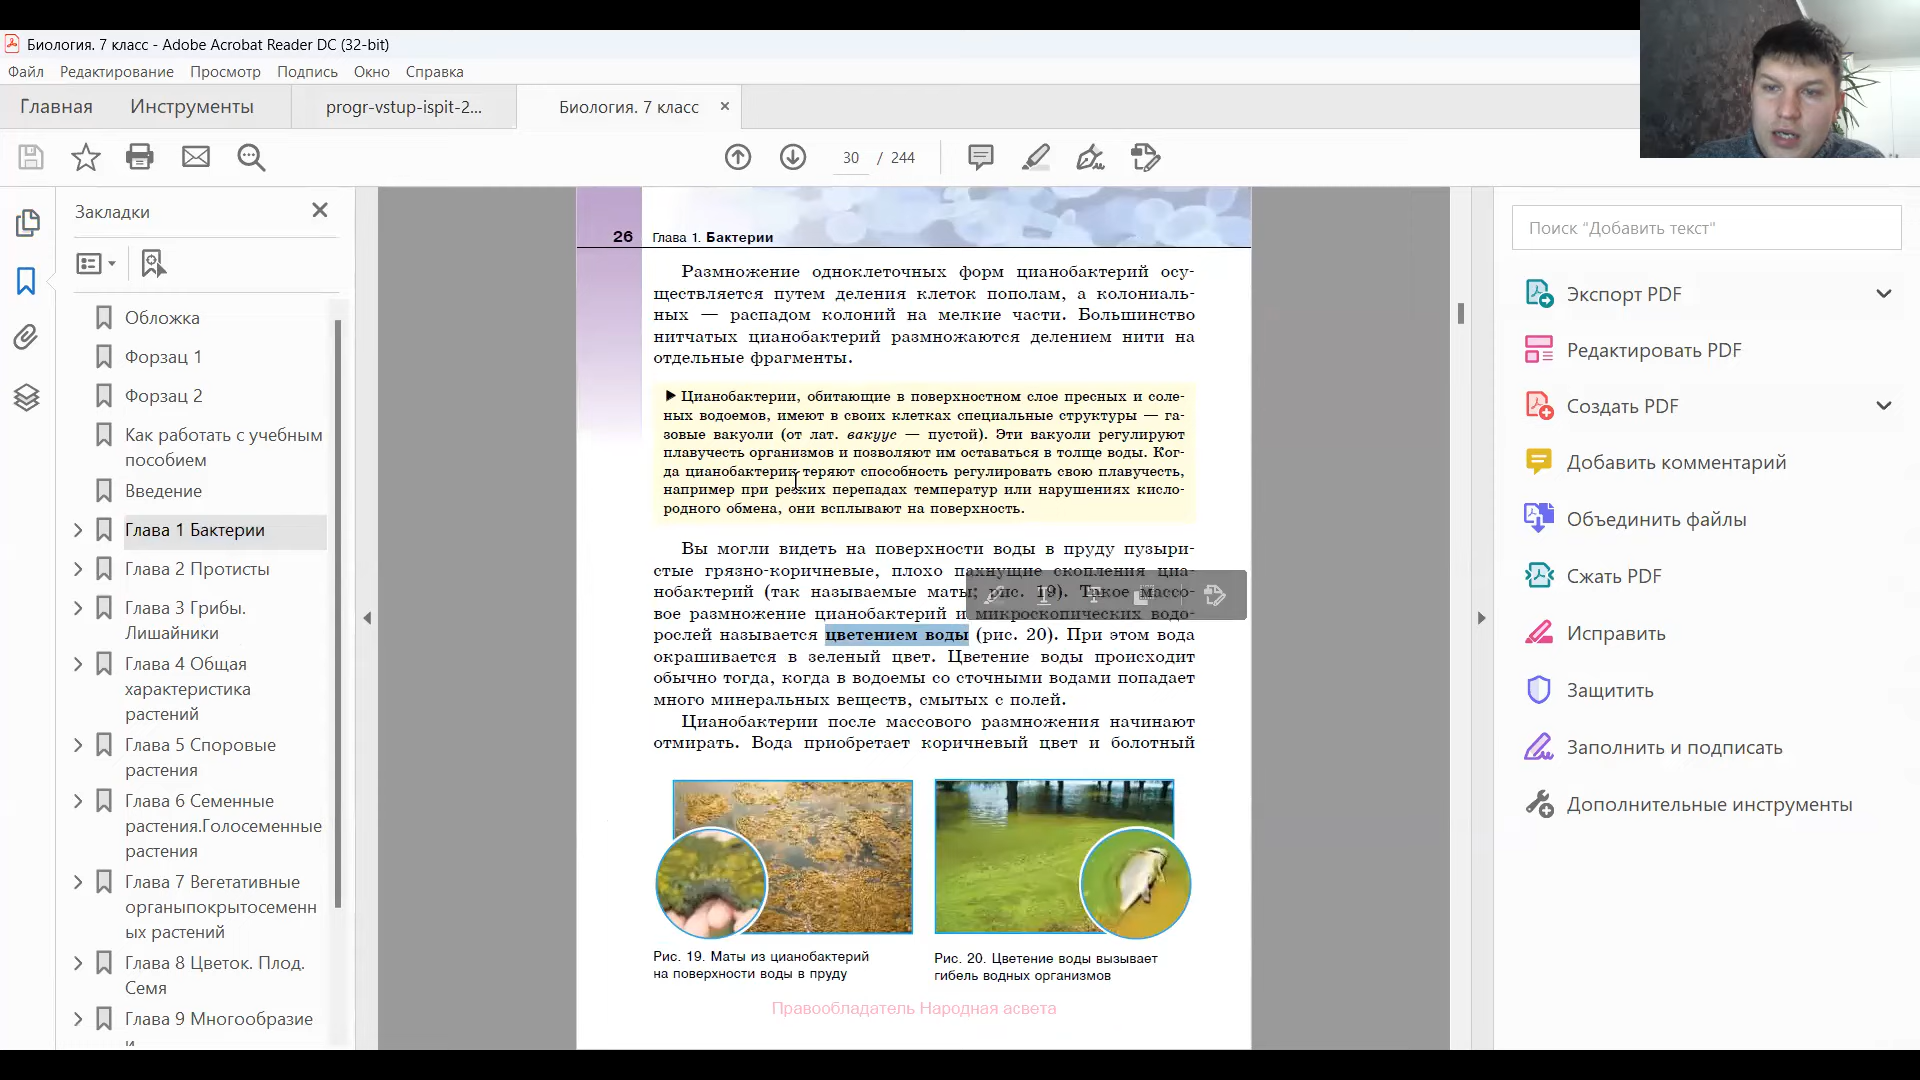 Биология. 7 класс - Adobe Acrobat Reader DC (32-bit)
Файл Редактирование Просмотр Подпись Окно Справка
Главная Инструменты progr-vstup-ispit-2... Биология. 7 класс
30 / 244
Закладки
Обложка
Форзац 1
Форзац 2
Как работать с учебным
пособием
Введение
Глава 1 Бактерии
Глава 2 Протисты
Глава 3 Грибы.
Лишайники
Глава 4 Общая
характеристика
растений
Глава 5 Споровые
растения
Глава 6 Семенные
растения.Голосеменные
растения
Глава 7 Вегетативные
органыпокрытосеменн
ых растений
Глава 8 Цветок. Плод.
Семя
Глава 9 Многообразие
и
26 Глава 1. Бактерии
Размножение одноклеточных форм цианобактерий осу-
ществляется путем деления клеток пополам, а колониаль-
ных — распадом колоний на мелкие части. Большинство
нитчатых цианобактерий размножаются делением нити на
отдельные фрагменты.
Цианобактерии, обитающие в поверхностном слое пресных и соле-
ных водоемов, имеют в своих клетках специальные структуры — га-
зовые вакуоли (от лат. вакуус — пустой). Эти вакуоли регулируют
плавучесть организмов и позволяют им оставаться в толще воды. Ког-
да цианобактерии теряют способность регулировать свою плавучесть,
например при резких перепадах температур или нарушениях кисло-
родного обмена, они всплывают на поверхность.
Вы могли видеть на поверхности воды в пруду пузыри-
стые грязно-коричневые, плохо пахнущие скопления циа-
нобактерий (так называемые маты; рис. 19). Такое массо-
вое размножение цианобактерий и микроскопических водо-
рослей называется цветением воды (рис. 20). При этом вода
окрашивается в зеленый цвет. Цветение воды происходит
обычно тогда, когда в водоемы со сточными водами попадает
много минеральных веществ, смытых с полей.
Цианобактерии после массового размножения начинают
отмирать. Вода приобретает коричневый цвет и болотный
Рис. 19. Маты из цианобактерий
на поверхности воды в пруду
Рис. 20. Цветение воды вызывает
гибель водных организмов
Правообладатель Народная асвета
Поиск "Добавить текст"
Экспорт PDF
Редактировать PDF
Создать PDF
Добавить комментарий
Объединить файлы
Сжать PDF
Исправить
Защитить
Заполнить и подписать
Дополнительные инструменты